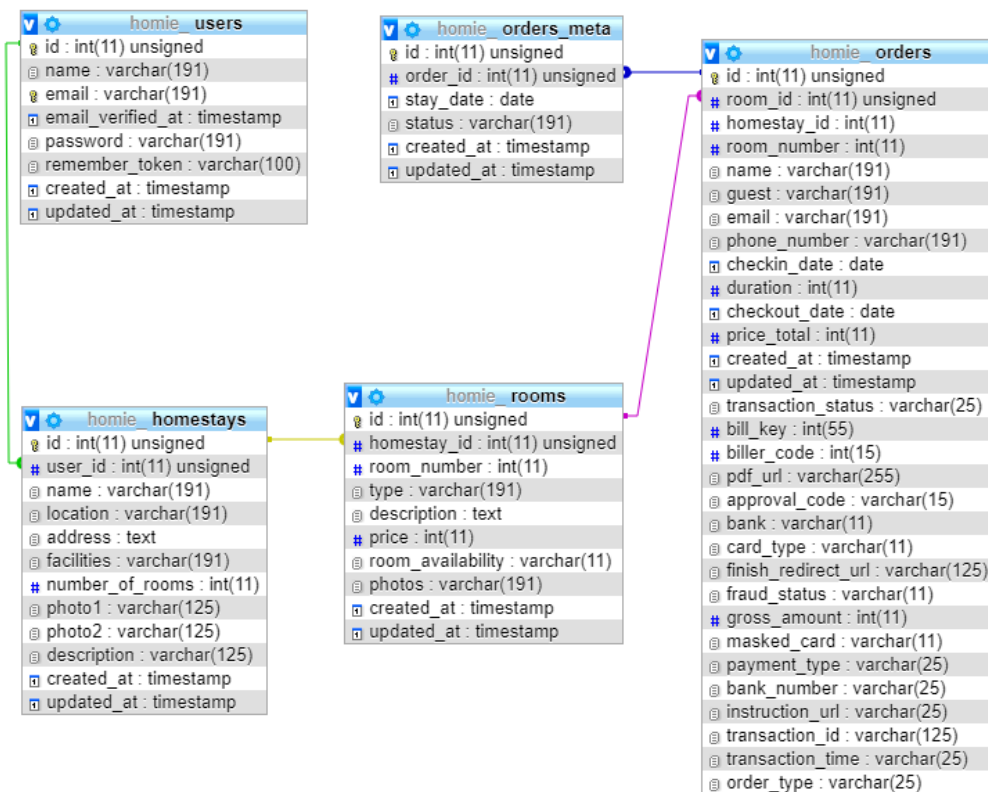 homie_ users
id : int(11) unsigned
name : varchar(191)
email : varchar(191)
email_verified_at : timestamp
password : varchar(191)
remember_token : varchar(100)
created_at : timestamp
updated_at : timestamp
homie_ orders_meta
id : int(11) unsigned
order_id : int(11) unsigned
stay_date : date
status : varchar(191)
created_at : timestamp
updated_at : timestamp
homie_ orders
id : int(11) unsigned
room_id : int(11) unsigned
homestay_id : int(11)
room_number : int(11)
name : varchar(191)
guest : varchar(191)
email : varchar(191)
phone_number : varchar(191)
checkin_date : date
duration : int(11)
checkout_date : date
price_total : int(11)
created_at : timestamp
updated_at : timestamp
transaction_status : varchar(25)
bill_key : int(55)
biller_code : int(15)
pdf_url : varchar(255)
approval_code : varchar(15)
bank : varchar(11)
card_type : varchar(11)
finish_redirect_url : varchar(125)
fraud_status : varchar(11)
gross_amount : int(11)
masked_card : varchar(11)
payment_type : varchar(25)
bank_number : varchar(25)
instruction_url : varchar(25)
transaction_id : varchar(125)
transaction_time : varchar(25)
order_type : varchar(25)
homie_ homestays
id : int(11) unsigned
user_id : int(11) unsigned
name : varchar(191)
location : varchar(191)
address : text
facilities : varchar(191)
number_of_rooms : int(11)
photo1 : varchar(125)
photo2 : varchar(125)
description : varchar(125)
created_at : timestamp
updated_at : timestamp
homie_ rooms
id : int(11) unsigned
homestay_id : int(11) unsigned
room_number : int(11)
type : varchar(191)
description : text
price : int(11)
room_availability : varchar(11)
photos : varchar(191)
created_at : timestamp
updated_at : timestamp